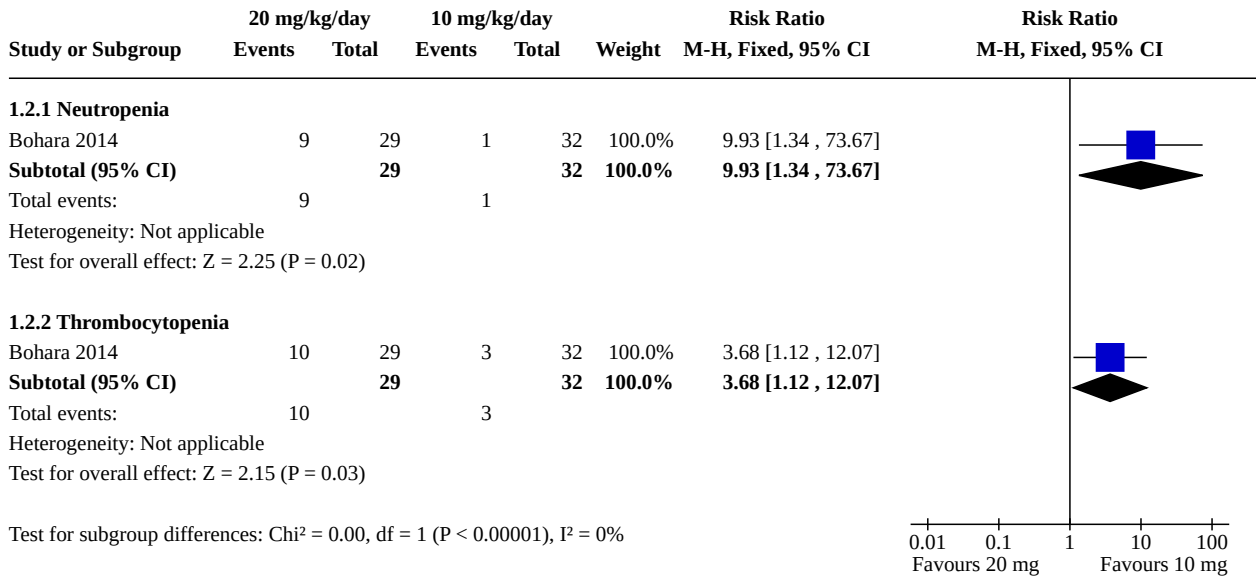 20 mg/kg/day 10 mg/kg/day Risk Ratio Risk Ratio
Study or Subgroup Events Total Events Total Weight M-H, Fixed, 95% CI M-H, Fixed, 95% CI
1.2.1 Neutropenia
Bohara 2014 9 29 1 32 100.0% 9.93 [1.34 , 73.67]
Subtotal (95% CI) 29 32 100.0% 9.93 [1.34 , 73.67]
Total events: 9 1
Heterogeneity: Not applicable
Test for overall effect: Z = 2.25 (P = 0.02)
1.2.2 Thrombocytopenia
Bohara 2014 10 29 3 32 100.0% 3.68 [1.12 , 12.07]
Subtotal (95% CI) 29 32 100.0% 3.68 [1.12 , 12.07]
Total events: 10 3
Heterogeneity: Not applicable
Test for overall effect: Z = 2.15 (P = 0.03)
Test for subgroup differences: Chi² = 0.00, df = 1 (P < 0.00001), I² = 0%
0.01 0.1 1 10 100
Favours 20 mg Favours 10 mg